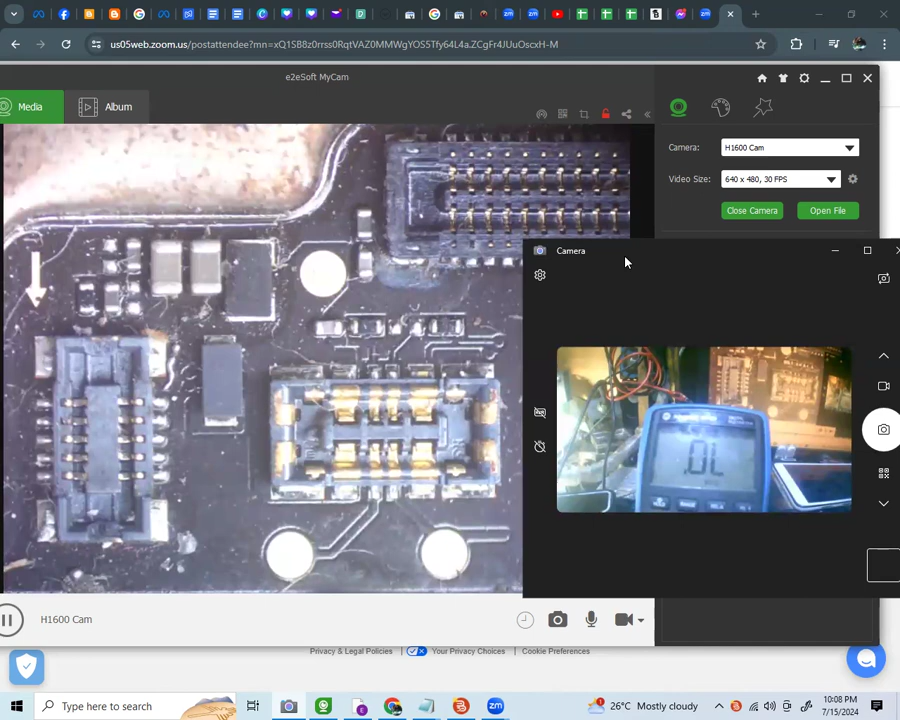 us05web.zoom.us/postattendee?mn=xQ1SB8z0rrss0RqtVAZ0MMWgYOS5Tfy64L4a.ZCgFr4JUuOscxH-M
e2eSoft MyCam
Media
Album
Camera:
H1600 Cam
Video Size:
640 x 480, 30 FPS
Close Camera
Open File
Camera
.OL
H1600 Cam
Privacy & Legal Policies
Your Privacy Choices
Cookie Preferences
Type here to search
26°C Mostly cloudy
10:08 PM
7/15/2024